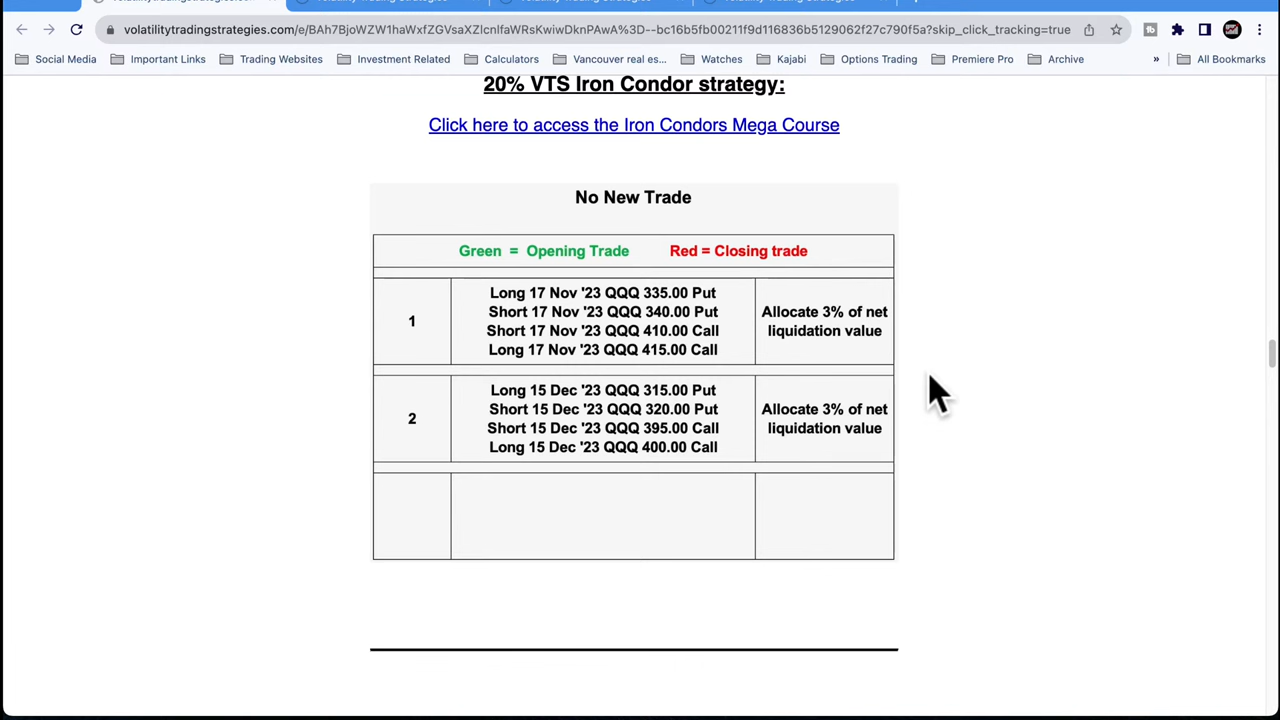 volatilitytradingstrategies.com/e/BAh7BjoWZW1haWxfZGVsaXZlcnlfaWRsKwiwDknPAwA%3D--bc16b5fb00211f9d116836b5129062f27c790f5a?skip_click_tracking=true
Social Media Important Links Trading Websites Investment Related Calculators Vancouver real es... Watches Kajabi Options Trading Premiere Pro Archive » All Bookmarks
20% VTS Iron Condor strategy:
Click here to access the Iron Condors Mega Course
No New Trade
Green = Opening Trade Red = Closing trade
1
Long 17 Nov '23 QQQ 335.00 Put
Short 17 Nov '23 QQQ 340.00 Put
Short 17 Nov '23 QQQ 410.00 Call
Long 17 Nov '23 QQQ 415.00 Call
Allocate 3% of net
liquidation value
2
Long 15 Dec '23 QQQ 315.00 Put
Short 15 Dec '23 QQQ 320.00 Put
Short 15 Dec '23 QQQ 395.00 Call
Long 15 Dec '23 QQQ 400.00 Call
Allocate 3% of net
liquidation value